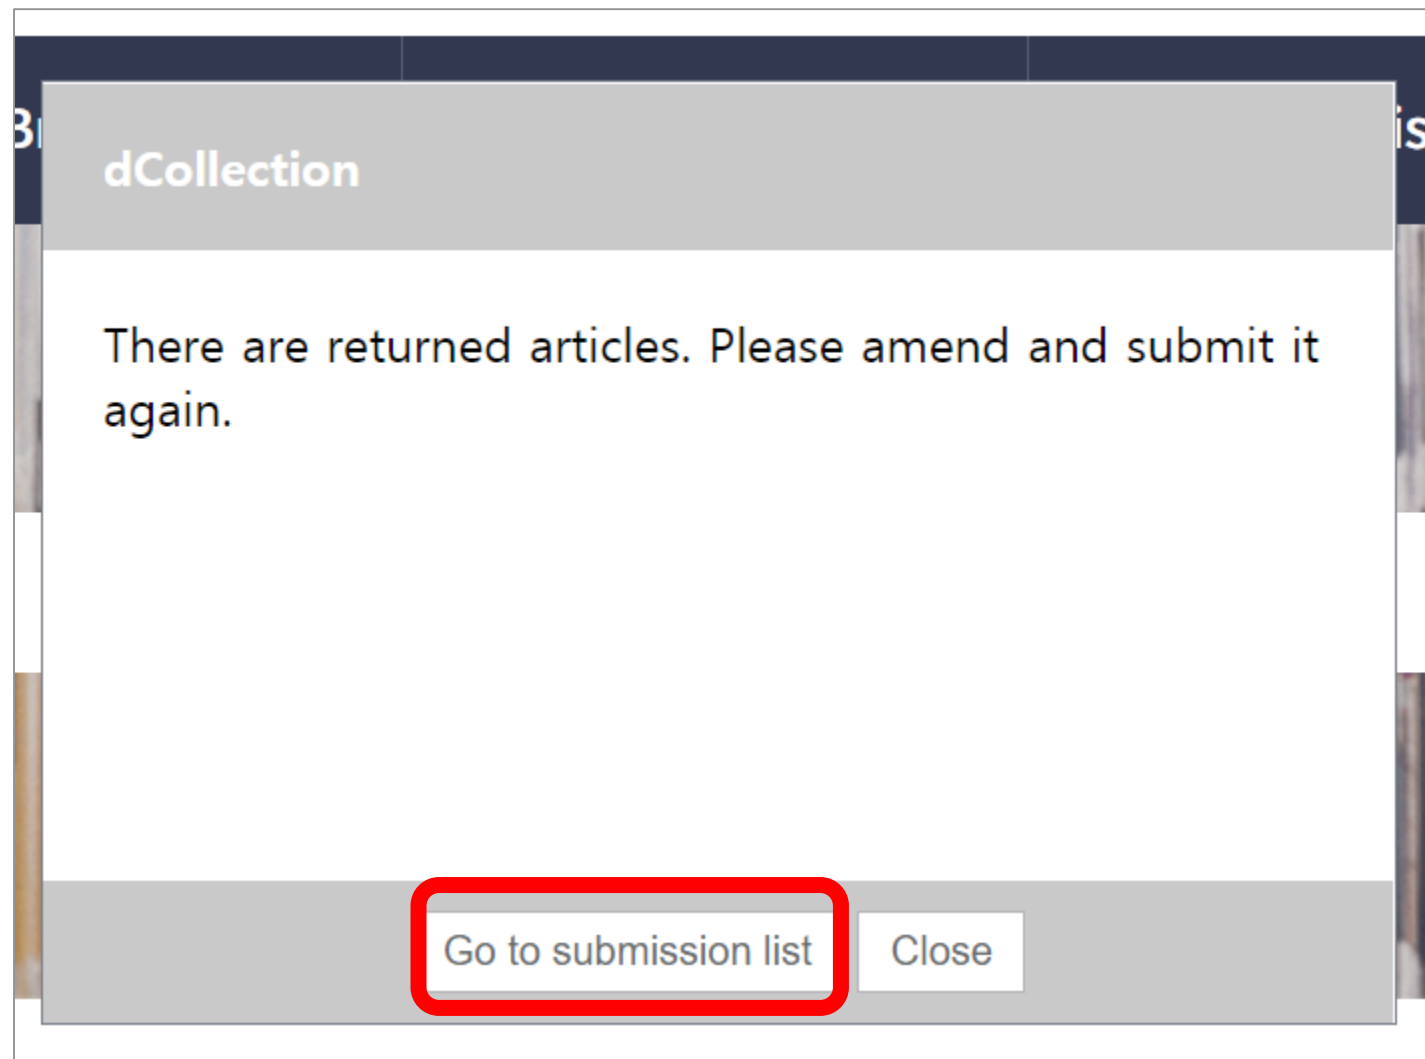 dCollection
There are returned articles. Please amend and submit it
again.
Go to submission list
Close